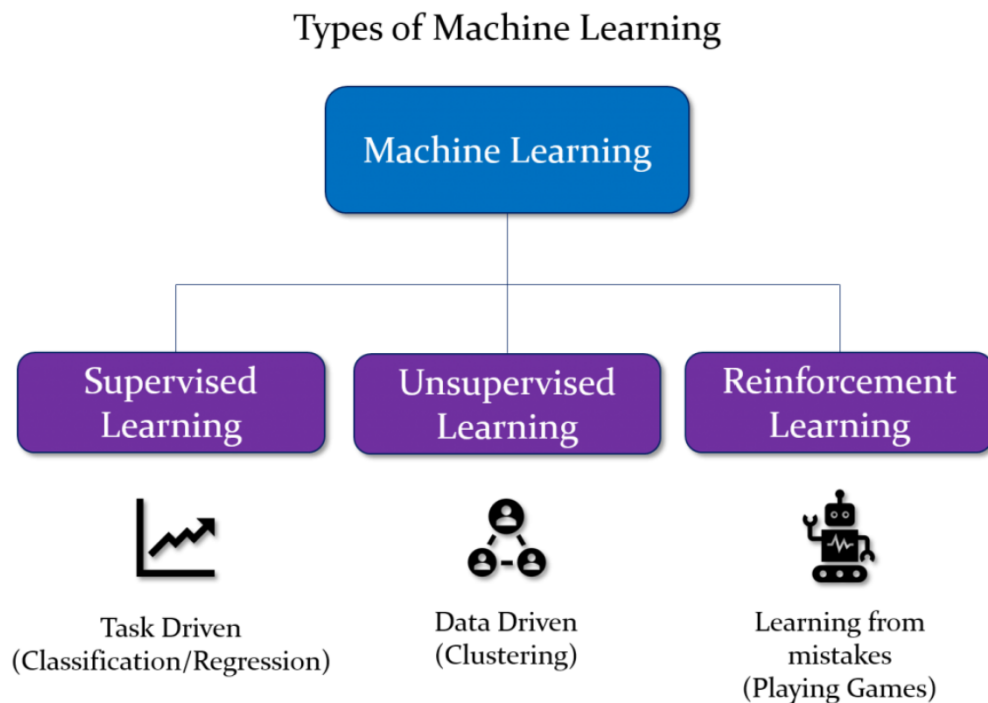 Types of Machine Learning
Machine Learning
Supervised
Learning
Unsupervised
Learning
Reinforcement
Learning
Task Driven
(Classification/Regression)
Data Driven
(Clustering)
Learning from
mistakes
(Playing Games)